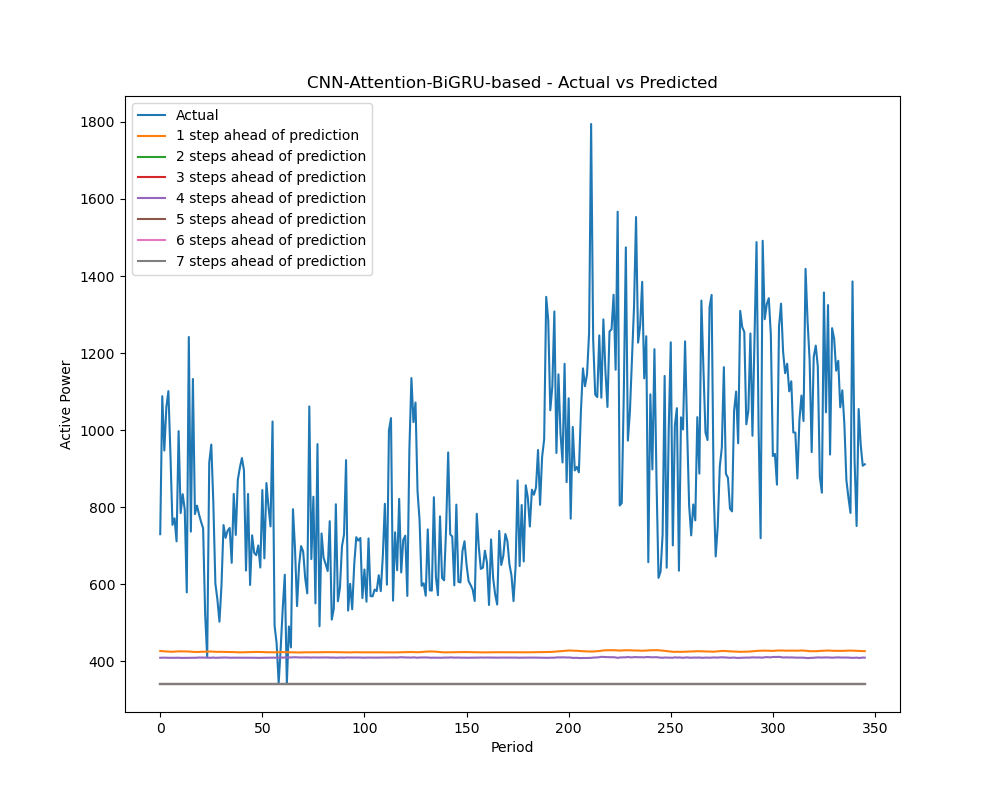 CNN-Attention-BiGRU-based - Actual vs Predicted
Actual
1 step ahead of prediction
2 steps ahead of prediction
3 steps ahead of prediction
4 steps ahead of prediction
5 steps ahead of prediction
6 steps ahead of prediction
7 steps ahead of prediction
1800
1600
1400
1200
1000
800
600
400
Active Power
0
50
100
150
200
250
300
350
Period